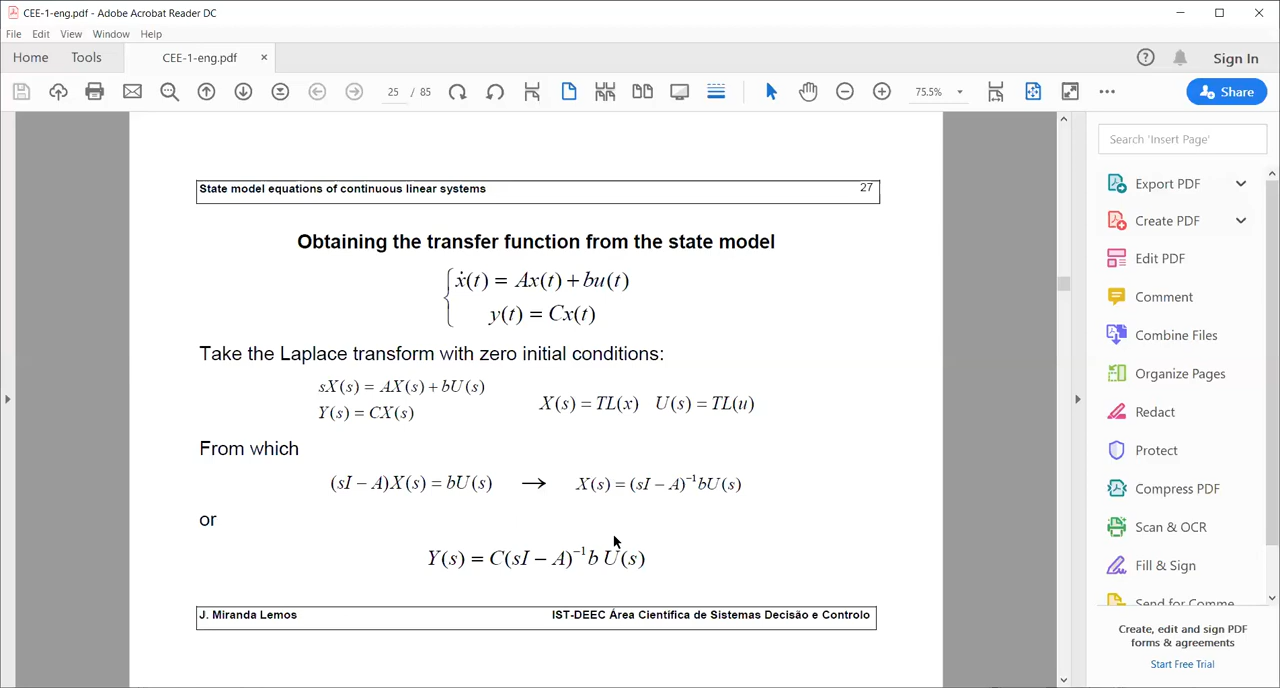 CEE-1-eng.pdf - Adobe Acrobat Reader DC
File Edit View Window Help
Home Tools CEE-1-eng.pdf × Sign In
25 / 85 75.5% Share
State model equations of continuous linear systems 27
Obtaining the transfer function from the state model
ẋ(t) = Ax(t) + bu(t)
y(t) = Cx(t)
Take the Laplace transform with zero initial conditions:
sX(s) = AX(s) + bU(s)
Y(s) = CX(s)
X(s) = TL(x) U(s) = TL(u)
From which
(sI − A)X(s) = bU(s) → X(s) = (sI − A)⁻¹bU(s)
or
Y(s) = C(sI − A)⁻¹b U(s)
J. Miranda Lemos IST-DEEC Área Científica de Sistemas Decisão e Controlo
Search 'Insert Page'
Export PDF
Create PDF
Edit PDF
Comment
Combine Files
Organize Pages
Redact
Protect
Compress PDF
Scan & OCR
Fill & Sign
Send for Comme
Create, edit and sign PDF
forms & agreements
Start Free Trial